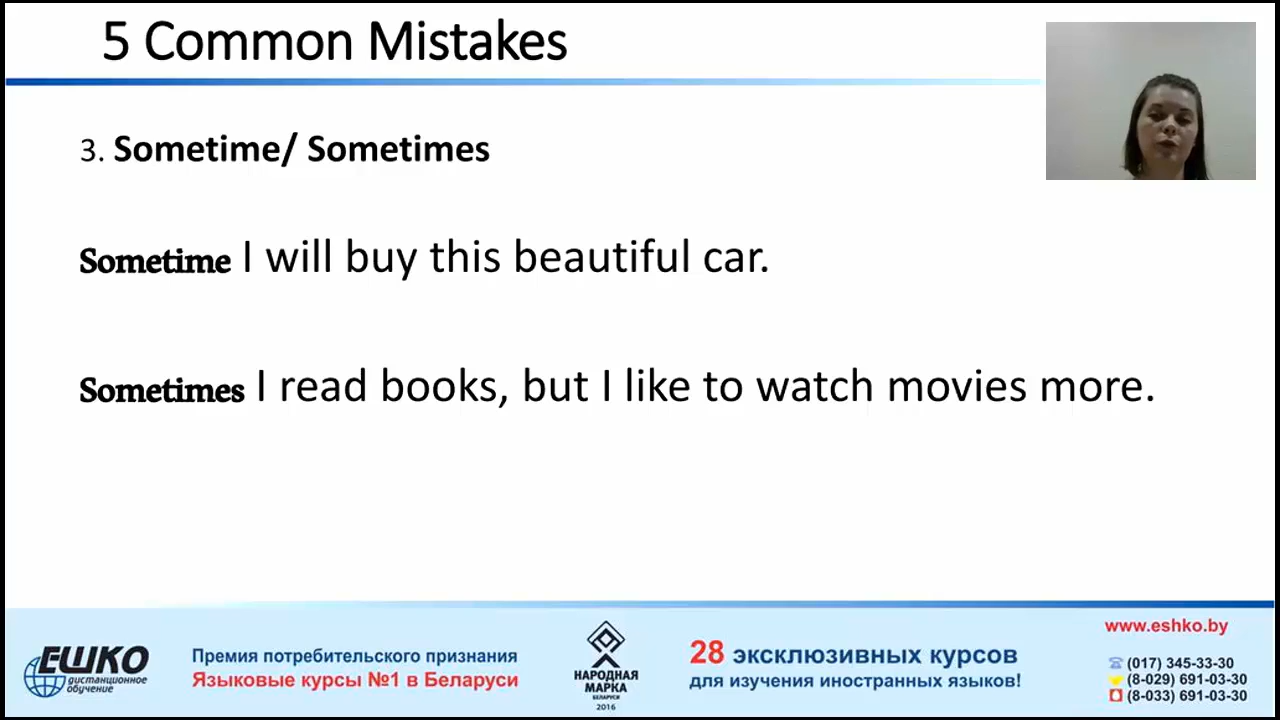 5 Common Mistakes
3. Sometime/ Sometimes
Sometime I will buy this beautiful car.
Sometimes I read books, but I like to watch movies more.
ЕШКО
дистанционное
обучение
Премия потребительского признания
Языковые курсы №1 в Беларуси
НАРОДНАЯ
МАРКА
БЕЛАРУСИ
2016
28 эксклюзивных курсов
для изучения иностранных языков!
www.eshko.by
(017) 345-33-30
(8-029) 691-03-30
(8-033) 691-03-30